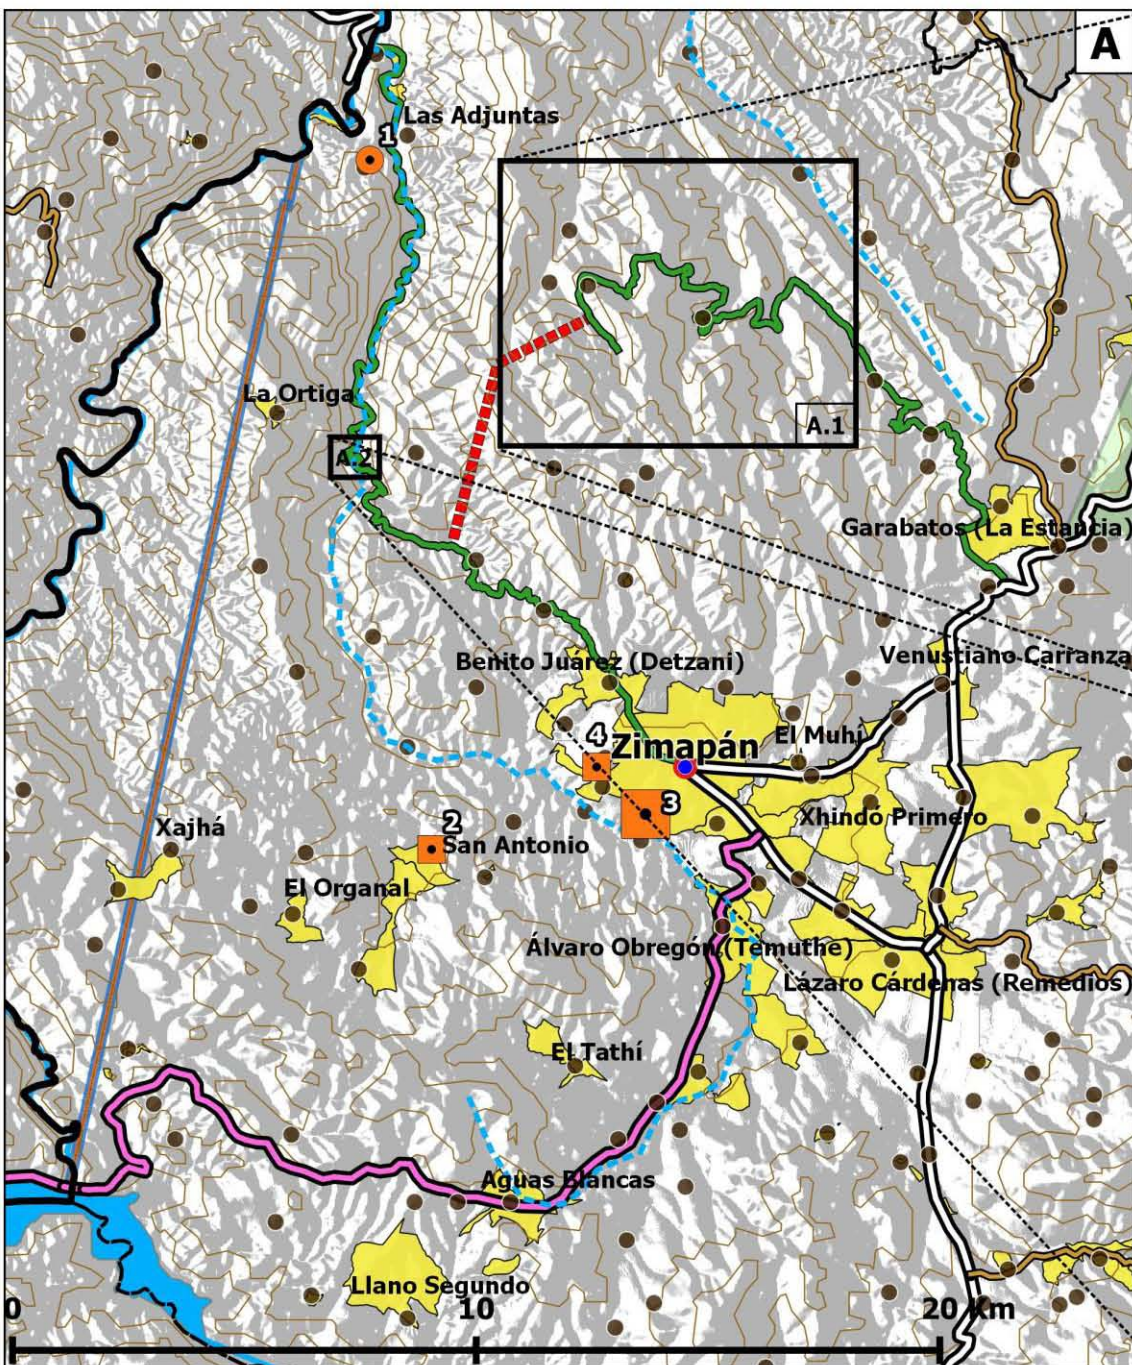 A
Las Adjuntas
1
A.1
La Ortiga
A.2
Garabatos (La Estancia)
Benito Juárez (Detzani)
Venustiano Carranza
4
Zimapán
El Muhí
3
Xhindó Primero
Xajhá
2
San Antonio
El Organal
Álvaro Obregón (Temuthe)
Lázaro Cárdenas (Remedios)
El Tathí
Aguas Blancas
Llano Segundo
0
10
20 Km